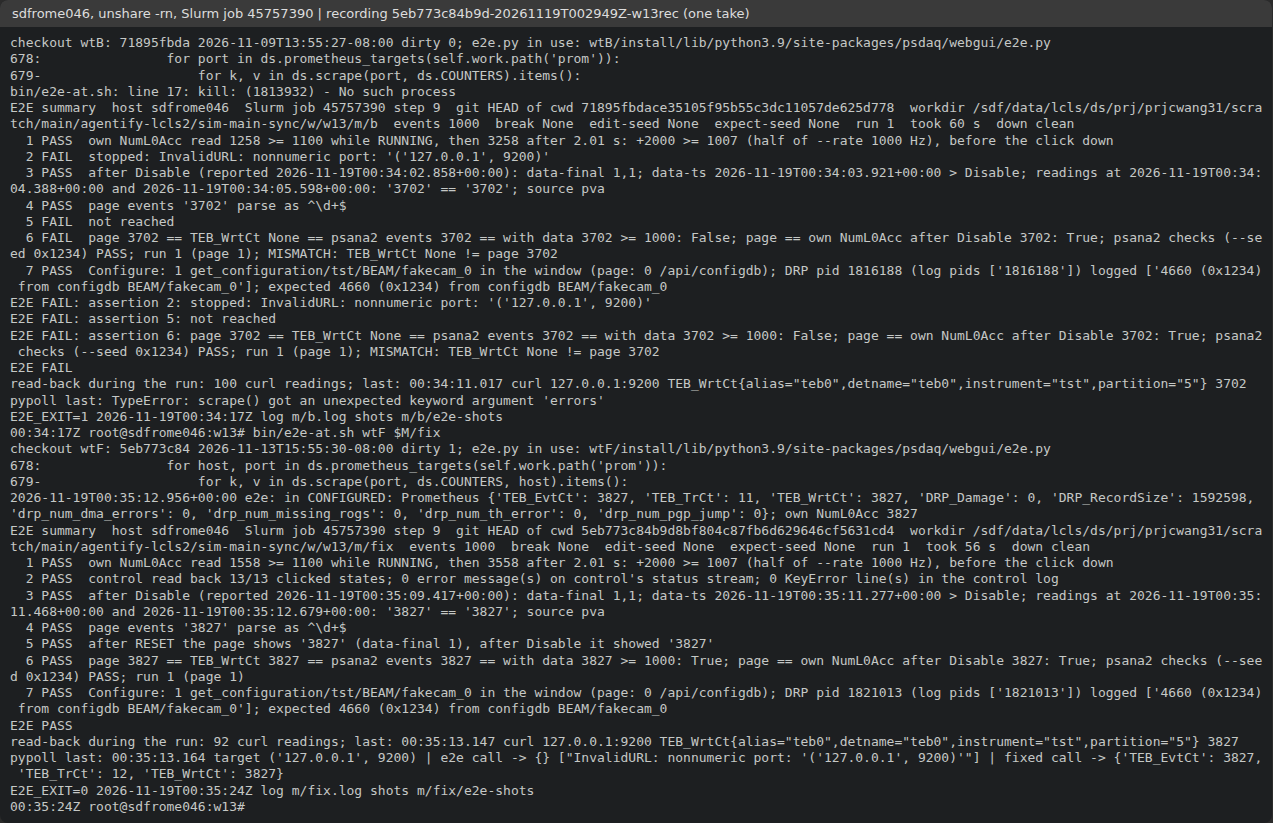 sdfrome046, unshare -rn, Slurm job 45757390 | recording 5eb773c84b9d-20261119T002949Z-w13rec (one take)
checkout wtB: 71895fbda 2026-11-09T13:55:27-08:00 dirty 0; e2e.py in use: wtB/install/lib/python3.9/site-packages/psdaq/webgui/e2e.py
678:                for port in ds.prometheus_targets(self.work.path('prom')):
679-                    for k, v in ds.scrape(port, ds.COUNTERS).items():
bin/e2e-at.sh: line 17: kill: (1813932) - No such process
E2E summary  host sdfrome046  Slurm job 45757390 step 9  git HEAD of cwd 71895fbdace35105f95b55c3dc11057de625d778  workdir /sdf/data/lcls/ds/prj/prjcwang31/scra
tch/main/agentify-lcls2/sim-main-sync/w/w13/m/b  events 1000  break None  edit-seed None  expect-seed None  run 1  took 60 s  down clean
  1 PASS  own NumL0Acc read 1258 >= 1100 while RUNNING, then 3258 after 2.01 s: +2000 >= 1007 (half of --rate 1000 Hz), before the click down
  2 FAIL  stopped: InvalidURL: nonnumeric port: '('127.0.0.1', 9200)'
  3 PASS  after Disable (reported 2026-11-19T00:34:02.858+00:00): data-final 1,1; data-ts 2026-11-19T00:34:03.921+00:00 > Disable; readings at 2026-11-19T00:34:
04.388+00:00 and 2026-11-19T00:34:05.598+00:00: '3702' == '3702'; source pva
  4 PASS  page events '3702' parse as ^\d+$
  5 FAIL  not reached
  6 FAIL  page 3702 == TEB_WrtCt None == psana2 events 3702 == with data 3702 >= 1000: False; page == own NumL0Acc after Disable 3702: True; psana2 checks (--se
ed 0x1234) PASS; run 1 (page 1); MISMATCH: TEB_WrtCt None != page 3702
  7 PASS  Configure: 1 get_configuration/tst/BEAM/fakecam_0 in the window (page: 0 /api/configdb); DRP pid 1816188 (log pids ['1816188']) logged ['4660 (0x1234)
 from configdb BEAM/fakecam_0']; expected 4660 (0x1234) from configdb BEAM/fakecam_0
E2E FAIL: assertion 2: stopped: InvalidURL: nonnumeric port: '('127.0.0.1', 9200)'
E2E FAIL: assertion 5: not reached
E2E FAIL: assertion 6: page 3702 == TEB_WrtCt None == psana2 events 3702 == with data 3702 >= 1000: False; page == own NumL0Acc after Disable 3702: True; psana2
 checks (--seed 0x1234) PASS; run 1 (page 1); MISMATCH: TEB_WrtCt None != page 3702
E2E FAIL
read-back during the run: 100 curl readings; last: 00:34:11.017 curl 127.0.0.1:9200 TEB_WrtCt{alias="teb0",detname="teb0",instrument="tst",partition="5"} 3702
pypoll last: TypeError: scrape() got an unexpected keyword argument 'errors'
E2E_EXIT=1 2026-11-19T00:34:17Z log m/b.log shots m/b/e2e-shots
00:34:17Z root@sdfrome046:w13# bin/e2e-at.sh wtF $M/fix
checkout wtF: 5eb773c84 2026-11-13T15:55:30-08:00 dirty 1; e2e.py in use: wtF/install/lib/python3.9/site-packages/psdaq/webgui/e2e.py
678:                for host, port in ds.prometheus_targets(self.work.path('prom')):
679-                    for k, v in ds.scrape(port, ds.COUNTERS, host).items():
2026-11-19T00:35:12.956+00:00 e2e: in CONFIGURED: Prometheus {'TEB_EvtCt': 3827, 'TEB_TrCt': 11, 'TEB_WrtCt': 3827, 'DRP_Damage': 0, 'DRP_RecordSize': 1592598,
'drp_num_dma_errors': 0, 'drp_num_missing_rogs': 0, 'drp_num_th_error': 0, 'drp_num_pgp_jump': 0}; own NumL0Acc 3827
E2E summary  host sdfrome046  Slurm job 45757390 step 9  git HEAD of cwd 5eb773c84b9d8bf804c87fb6d629646cf5631cd4  workdir /sdf/data/lcls/ds/prj/prjcwang31/scra
tch/main/agentify-lcls2/sim-main-sync/w/w13/m/fix  events 1000  break None  edit-seed None  expect-seed None  run 1  took 56 s  down clean
  1 PASS  own NumL0Acc read 1558 >= 1100 while RUNNING, then 3558 after 2.01 s: +2000 >= 1007 (half of --rate 1000 Hz), before the click down
  2 PASS  control read back 13/13 clicked states; 0 error message(s) on control's status stream; 0 KeyError line(s) in the control log
  3 PASS  after Disable (reported 2026-11-19T00:35:09.417+00:00): data-final 1,1; data-ts 2026-11-19T00:35:11.277+00:00 > Disable; readings at 2026-11-19T00:35:
11.468+00:00 and 2026-11-19T00:35:12.679+00:00: '3827' == '3827'; source pva
  4 PASS  page events '3827' parse as ^\d+$
  5 PASS  after RESET the page shows '3827' (data-final 1), after Disable it showed '3827'
  6 PASS  page 3827 == TEB_WrtCt 3827 == psana2 events 3827 == with data 3827 >= 1000: True; page == own NumL0Acc after Disable 3827: True; psana2 checks (--see
d 0x1234) PASS; run 1 (page 1)
  7 PASS  Configure: 1 get_configuration/tst/BEAM/fakecam_0 in the window (page: 0 /api/configdb); DRP pid 1821013 (log pids ['1821013']) logged ['4660 (0x1234)
 from configdb BEAM/fakecam_0']; expected 4660 (0x1234) from configdb BEAM/fakecam_0
E2E PASS
read-back during the run: 92 curl readings; last: 00:35:13.147 curl 127.0.0.1:9200 TEB_WrtCt{alias="teb0",detname="teb0",instrument="tst",partition="5"} 3827
pypoll last: 00:35:13.164 target ('127.0.0.1', 9200) | e2e call -> {} ["InvalidURL: nonnumeric port: '('127.0.0.1', 9200)'"] | fixed call -> {'TEB_EvtCt': 3827,
 'TEB_TrCt': 12, 'TEB_WrtCt': 3827}
E2E_EXIT=0 2026-11-19T00:35:24Z log m/fix.log shots m/fix/e2e-shots
00:35:24Z root@sdfrome046:w13#